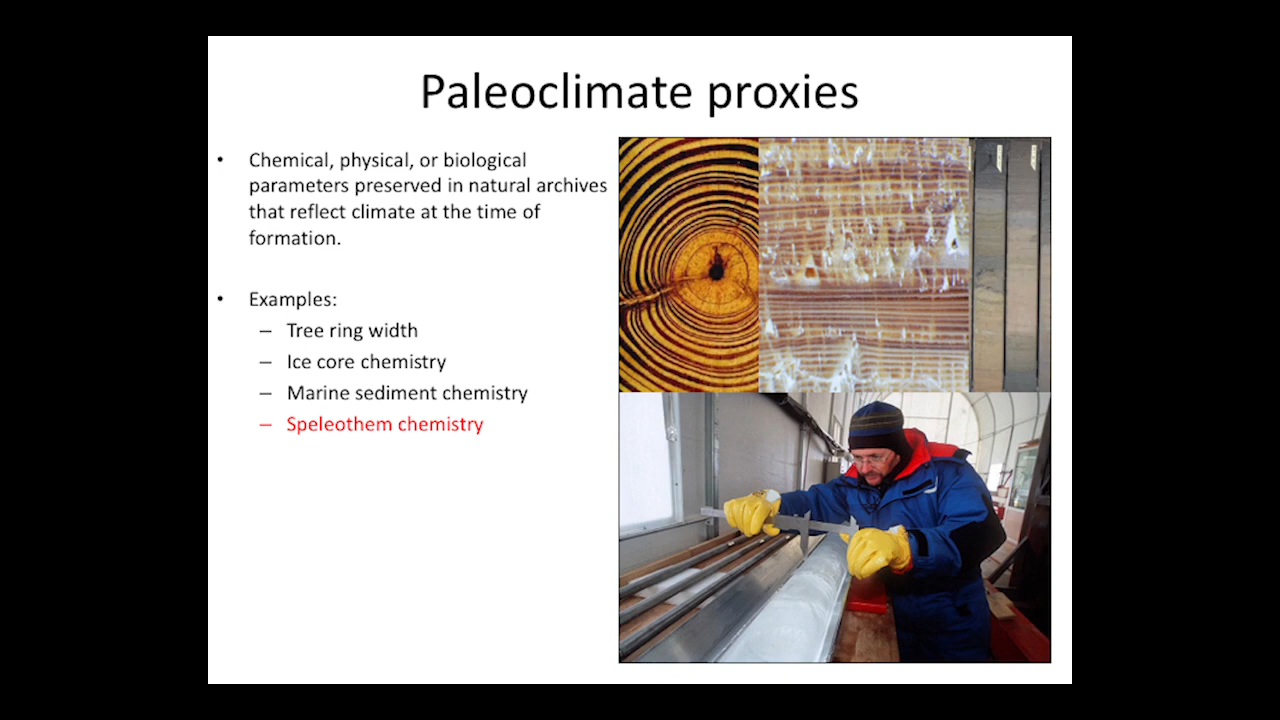 Paleoclimate proxies
• Chemical, physical, or biological
parameters preserved in natural archives
that reflect climate at the time of
formation.
• Examples:
– Tree ring width
– Ice core chemistry
– Marine sediment chemistry
– Speleothem chemistry